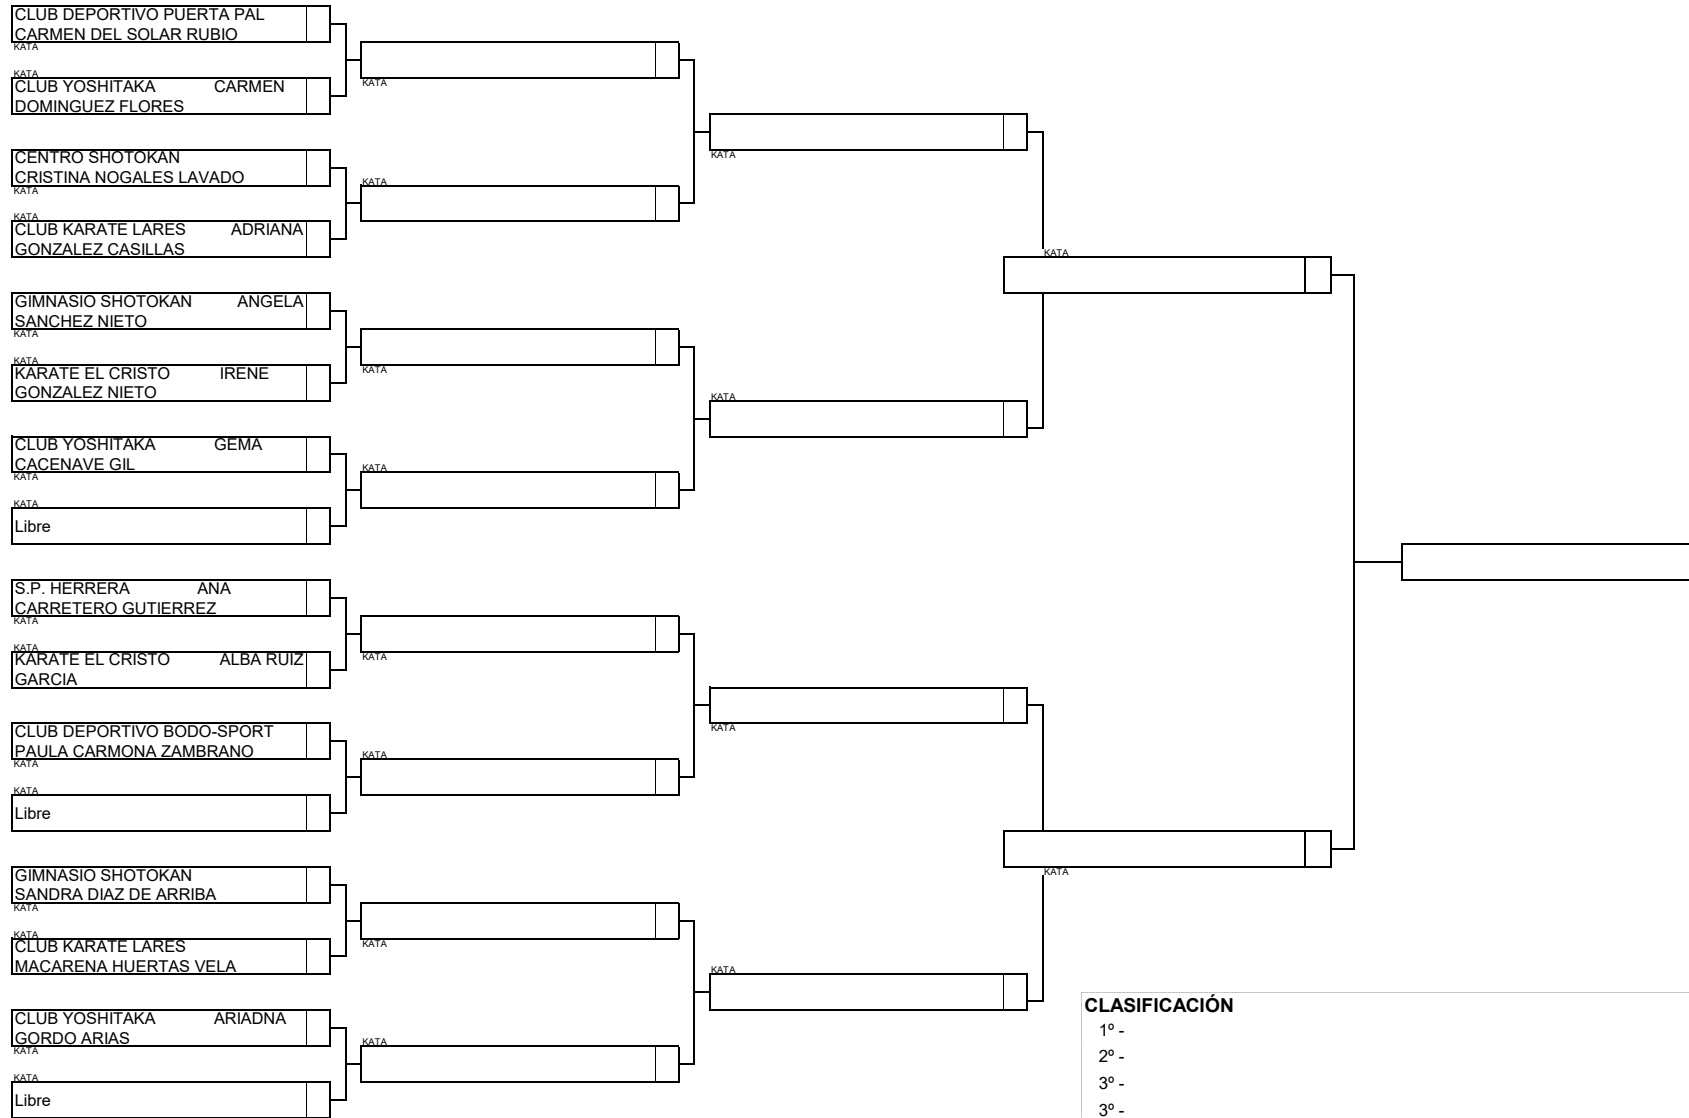 CLUB DEPORTIVO PUERTA PAL
CARMEN DEL SOLAR RUBIO
KATA
KATA
CLUB YOSHITAKA CARMEN
DOMINGUEZ FLORES
CENTRO SHOTOKAN
CRISTINA NOGALES LAVADO
KATA
KATA
CLUB KARATE LARES ADRIANA
GONZALEZ CASILLAS
GIMNASIO SHOTOKAN ANGELA
SANCHEZ NIETO
KATA
KATA
KARATE EL CRISTO IRENE
GONZALEZ NIETO
CLUB YOSHITAKA GEMA
CACENAVE GIL
KATA
KATA
Libre
S.P. HERRERA ANA
CARRETERO GUTIERREZ
KATA
KATA
KARATE EL CRISTO ALBA RUIZ
GARCIA
CLUB DEPORTIVO BODO-SPORT
PAULA CARMONA ZAMBRANO
KATA
KATA
Libre
GIMNASIO SHOTOKAN
SANDRA DIAZ DE ARRIBA
KATA
KATA
CLUB KARATE LARES
MACARENA HUERTAS VELA
CLUB YOSHITAKA ARIADNA
GORDO ARIAS
KATA
KATA
Libre
KATA
KATA
KATA
KATA
KATA
KATA
KATA
KATA
KATA
KATA
KATA
KATA
KATA
KATA
CLASIFICACIÓN
1º -
2º -
3º -
3º -